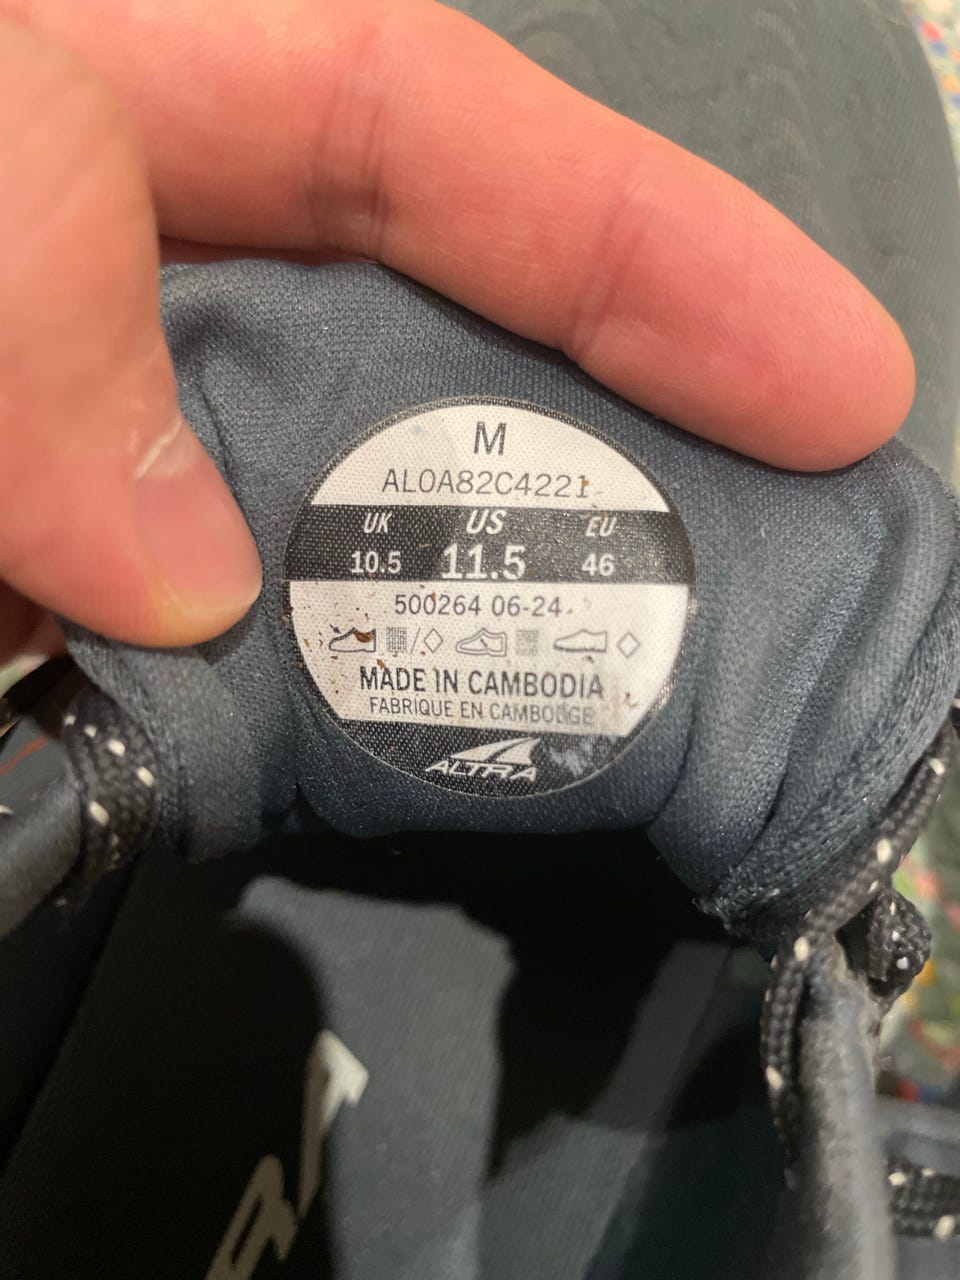 M
AL0A82C4221
UK US EU
10.5 11.5 46
500264 06-24
MADE IN CAMBODIA
FABRIQUE EN CAMBODGE
ALTRA